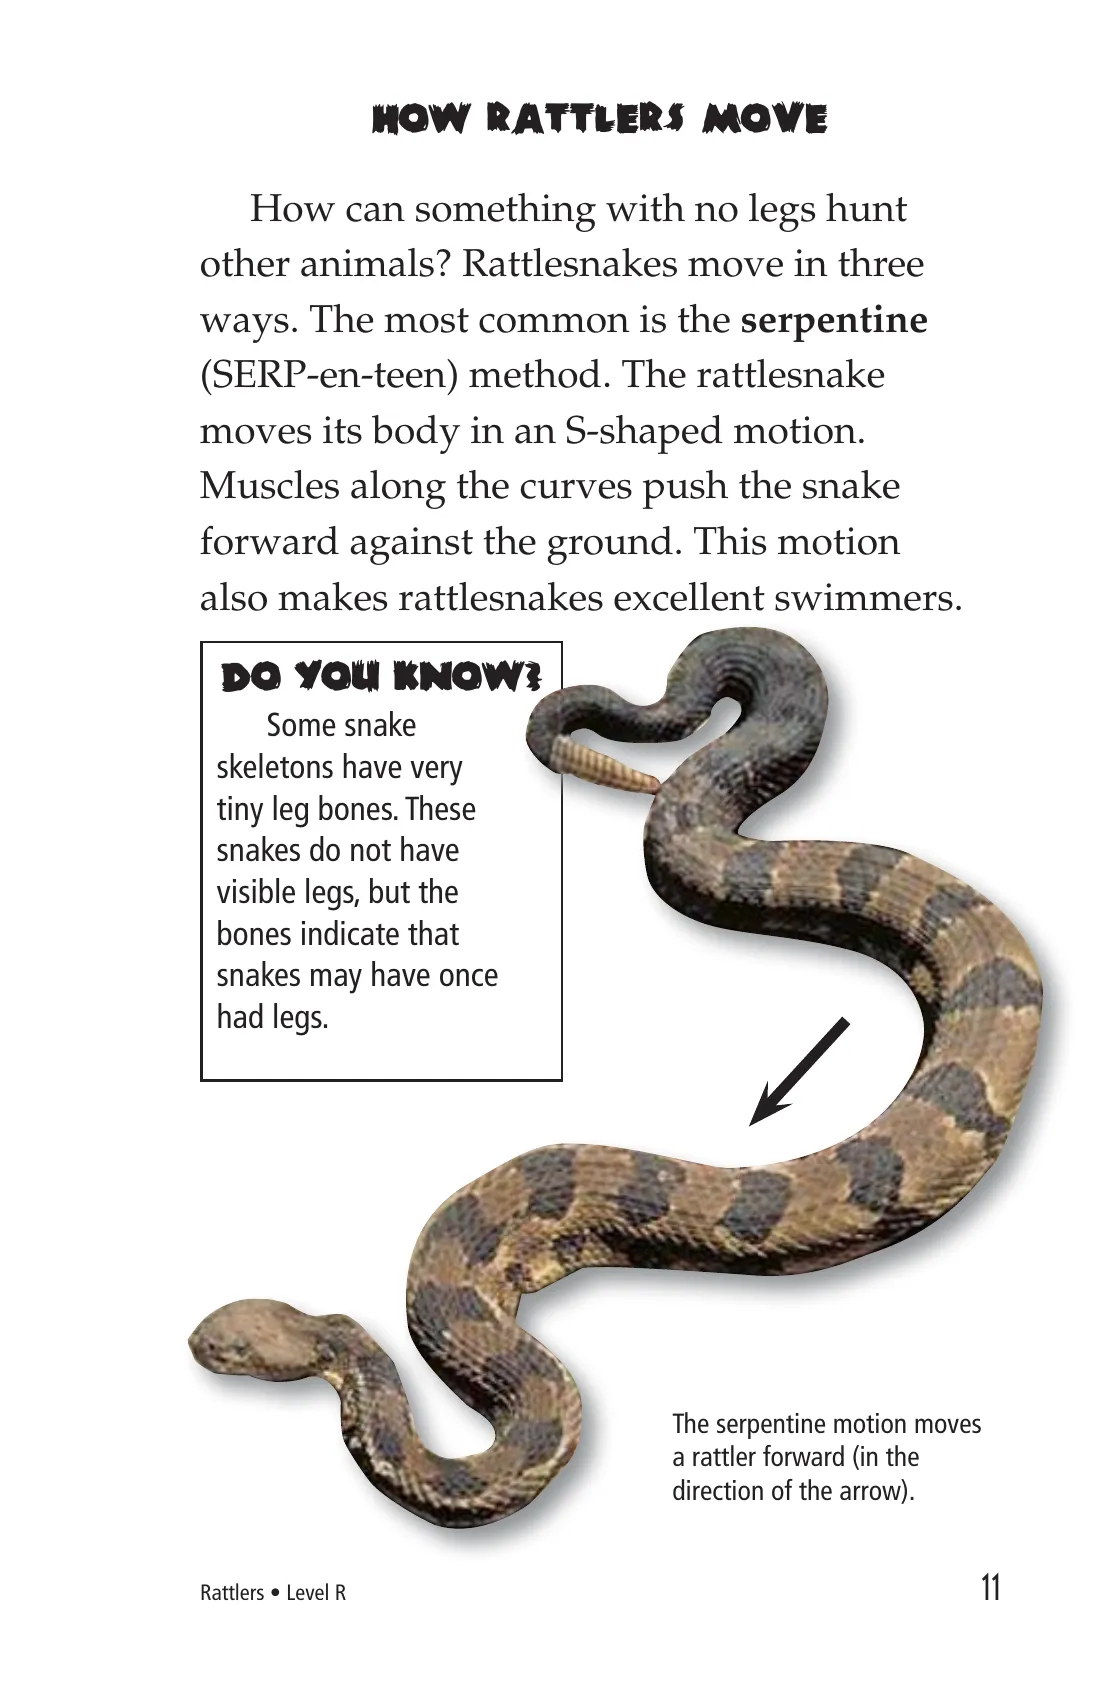 HOW RATTLERS MOVE
How can something with no legs hunt
other animals? Rattlesnakes move in three
ways. The most common is the serpentine
(SERP-en-teen) method. The rattlesnake
moves its body in an S-shaped motion.
Muscles along the curves push the snake
forward against the ground. This motion
also makes rattlesnakes excellent swimmers.
DO YOU KNOW?
Some snake
skeletons have very
tiny leg bones. These
snakes do not have
visible legs, but the
bones indicate that
snakes may have once
had legs.
The serpentine motion moves
a rattler forward (in the
direction of the arrow).
Rattlers • Level R
11